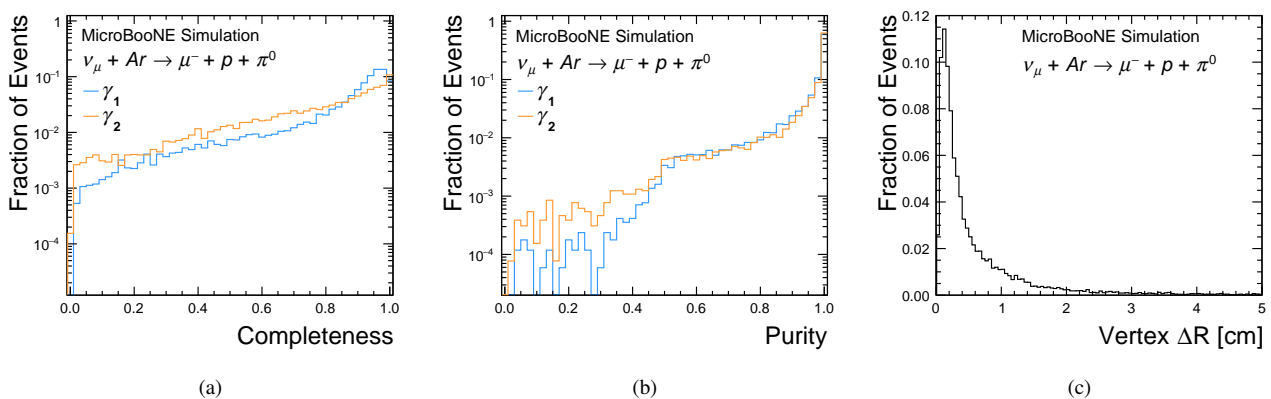 Fraction of Events
MicroBooNE Simulation
νμ + Ar → μ⁻ + p + π⁰
γ1
γ2
10⁻¹
10⁻²
10⁻³
10⁻⁴
0.0 0.2 0.4 0.6 0.8 1.0
Completeness
(a)
Fraction of Events
MicroBooNE Simulation
νμ + Ar → μ⁻ + p + π⁰
γ1
γ2
1
10⁻¹
10⁻²
10⁻³
10⁻⁴
0.0 0.2 0.4 0.6 0.8 1.0
Purity
(b)
Fraction of Events
MicroBooNE Simulation
νμ + Ar → μ⁻ + p + π⁰
0.12
0.10
0.08
0.06
0.04
0.02
0.00
0 1 2 3 4 5
Vertex ΔR [cm]
(c)